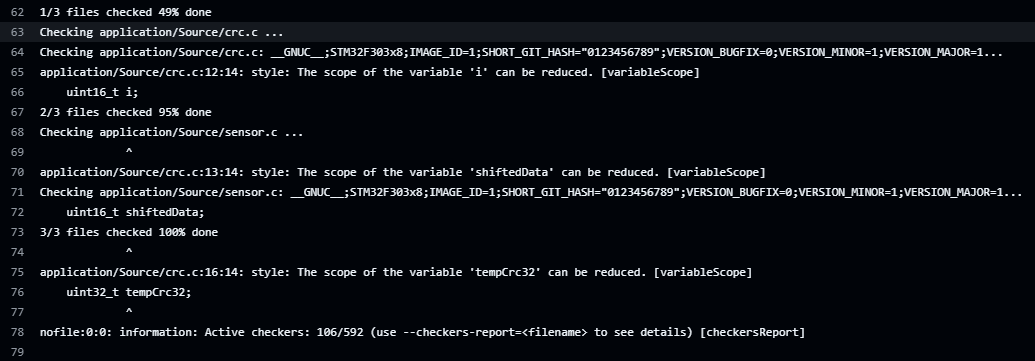 62 1/3 files checked 49% done
63 Checking application/Source/crc.c ...
64 Checking application/Source/crc.c: __GNUC__;STM32F303x8;IMAGE_ID=1;SHORT_GIT_HASH="0123456789";VERSION_BUGFIX=0;VERSION_MINOR=1;VERSION_MAJOR=1...
65 application/Source/crc.c:12:14: style: The scope of the variable 'i' can be reduced. [variableScope]
66     uint16_t i;
67 2/3 files checked 95% done
68 Checking application/Source/sensor.c ...
69              ^
70 application/Source/crc.c:13:14: style: The scope of the variable 'shiftedData' can be reduced. [variableScope]
71 Checking application/Source/sensor.c: __GNUC__;STM32F303x8;IMAGE_ID=1;SHORT_GIT_HASH="0123456789";VERSION_BUGFIX=0;VERSION_MINOR=1;VERSION_MAJOR=1...
72     uint16_t shiftedData;
73 3/3 files checked 100% done
74              ^
75 application/Source/crc.c:16:14: style: The scope of the variable 'tempCrc32' can be reduced. [variableScope]
76     uint32_t tempCrc32;
77              ^
78 nofile:0:0: information: Active checkers: 106/592 (use --checkers-report=<filename> to see details) [checkersReport]
79